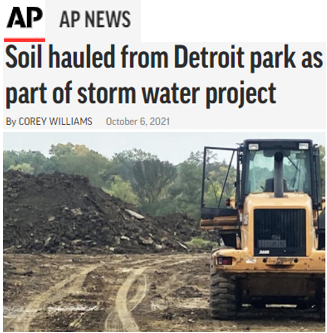 AP AP NEWS
Soil hauled from Detroit park as
part of storm water project
By COREY WILLIAMS October 6, 2021